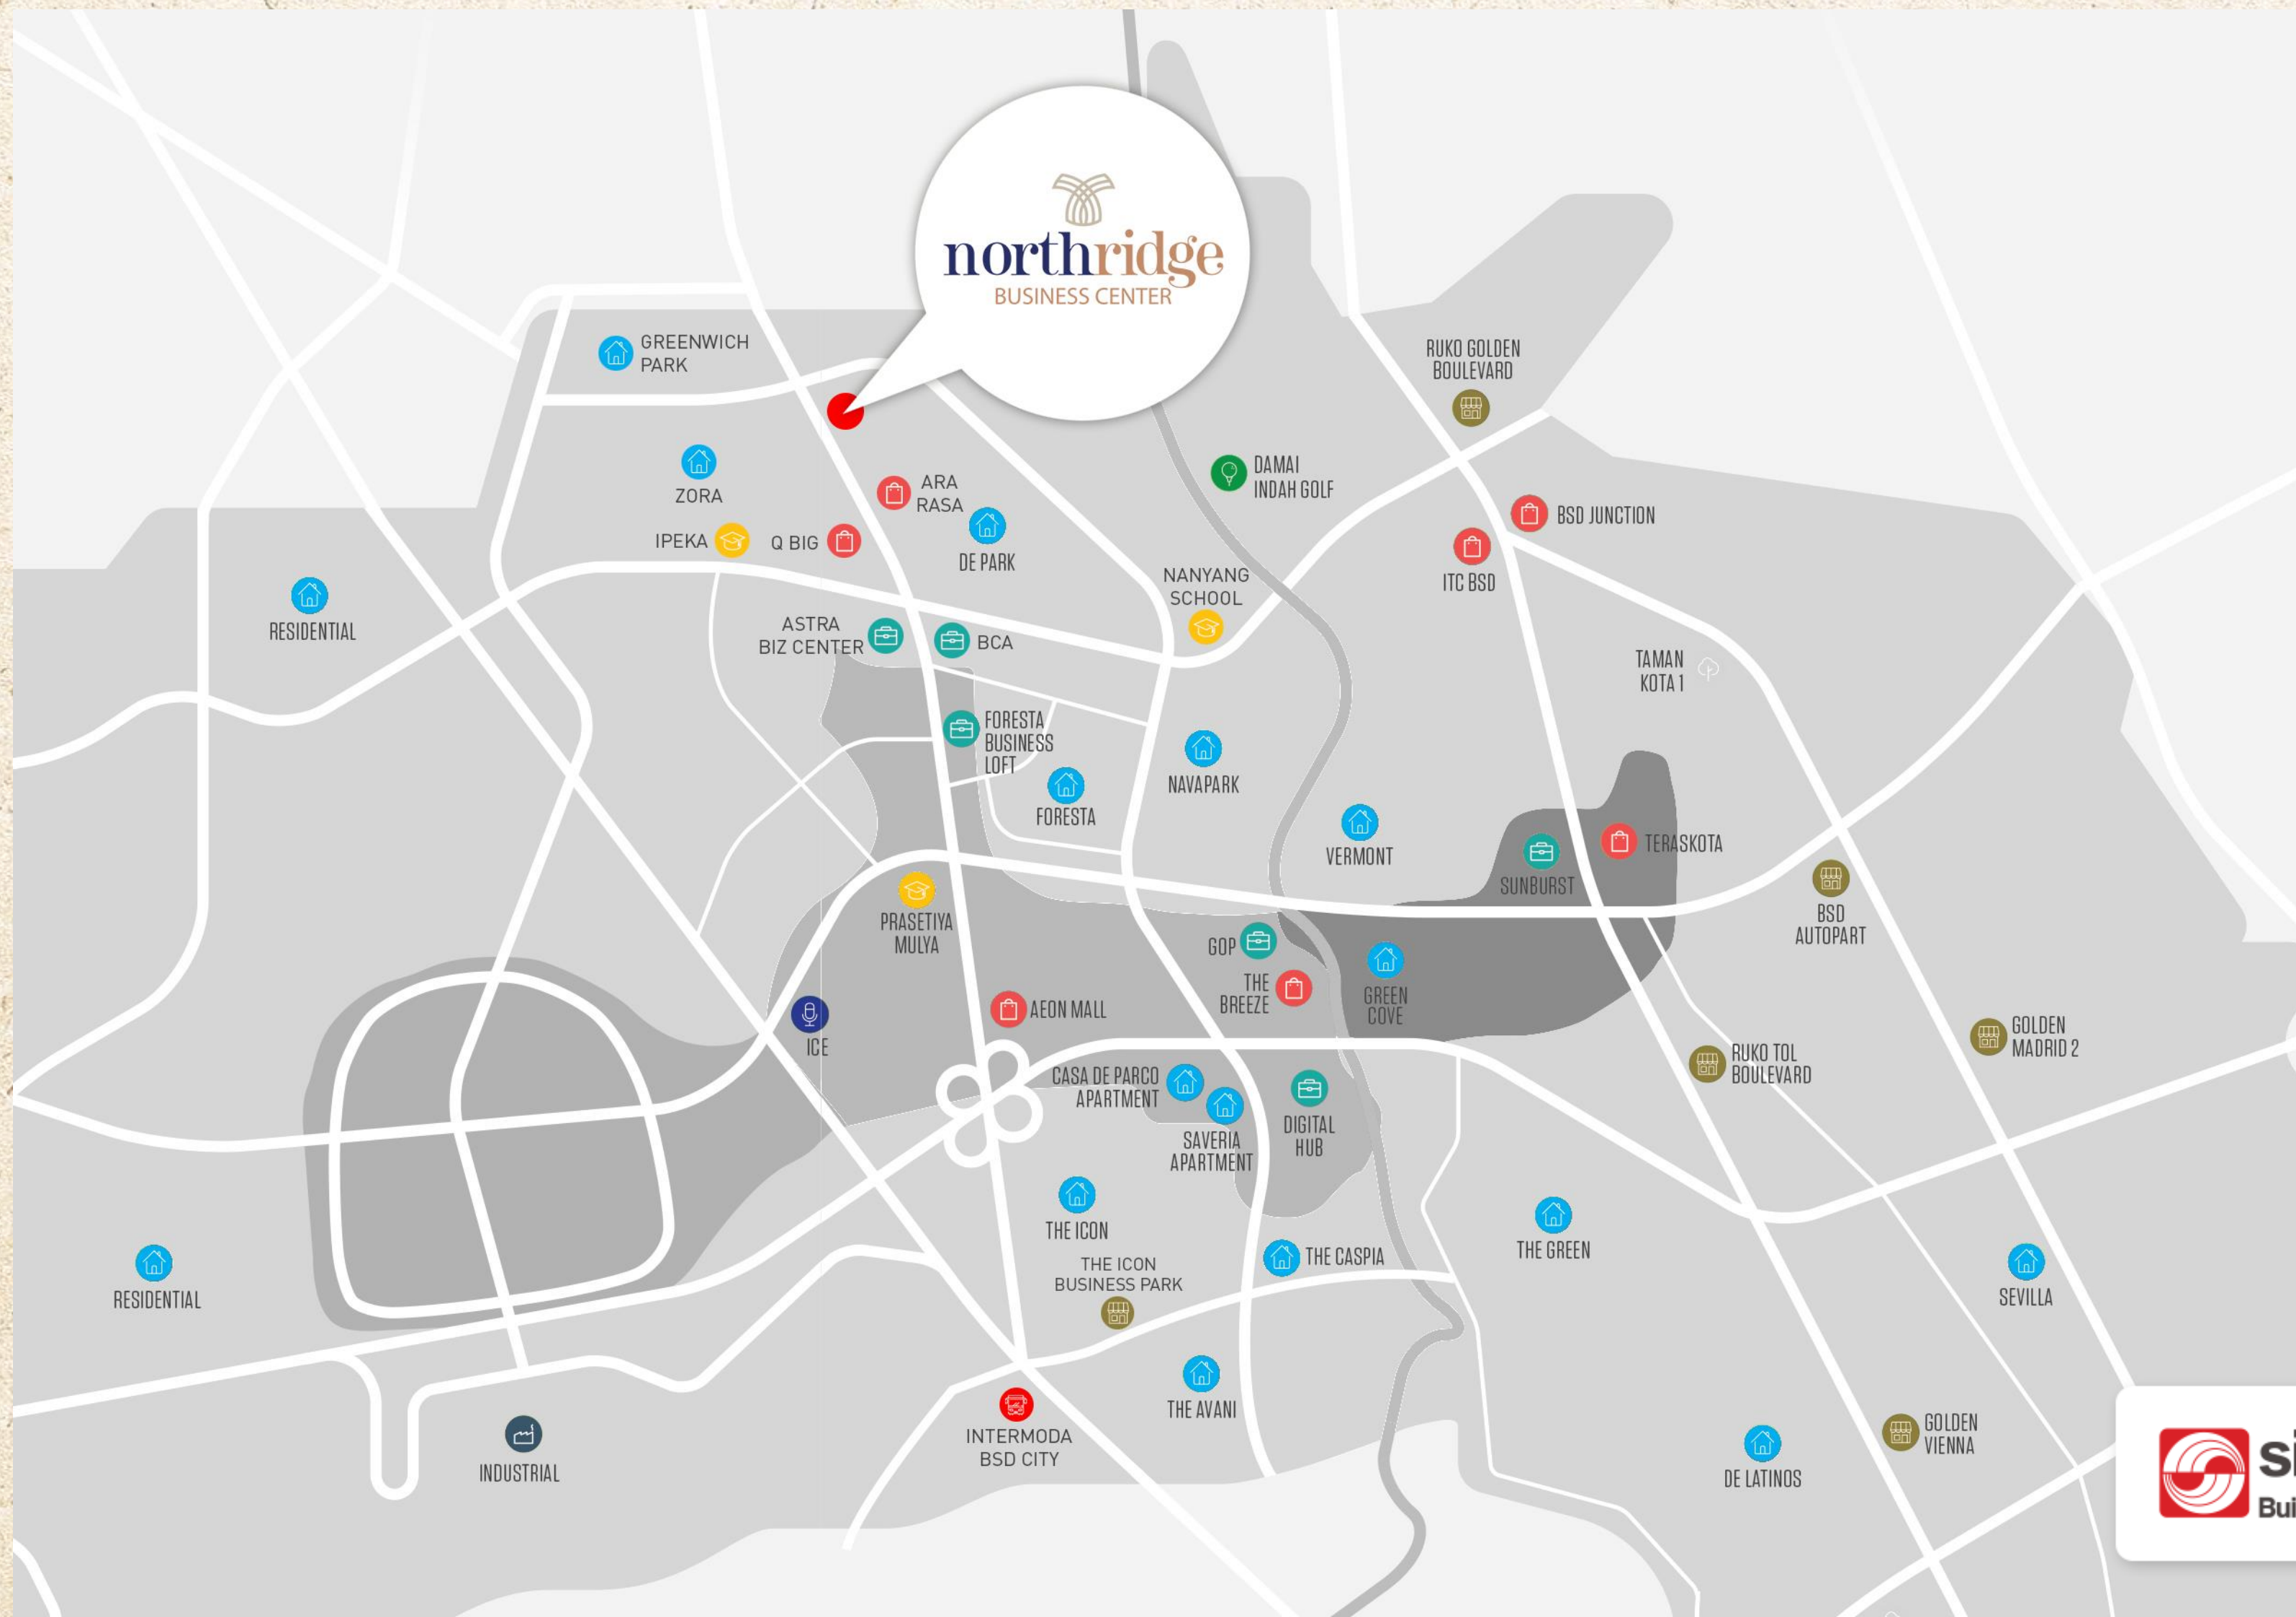 northridge
BUSINESS CENTER
GREENWICH
PARK
RUKO GOLDEN
BOULEVARD
ZORA
ARA
RASA
DAMAI
INDAH GOLF
IPEKA
Q BIG
DE PARK
BSD JUNCTION
ITC BSD
NANYANG
SCHOOL
RESIDENTIAL
ASTRA
BIZ CENTER
BCA
TAMAN
KOTA 1
FORESTA
BUSINESS
LOFT
FORESTA
NAVAPARK
VERMONT
SUNBURST
TERASKOTA
PRASETIYA
MULYA
GOP
THE
BREEZE
GREEN
COVE
BSD
AUTOPART
ICE
AEON MALL
GOLDEN
MADRID 2
RUKO TOL
BOULEVARD
CASA DE PARCO
APARTMENT
SAVERIA
APARTMENT
DIGITAL
HUB
THE ICON
THE ICON
BUSINESS PARK
THE CASPIA
THE GREEN
RESIDENTIAL
SEVILLA
THE AVANI
INTERMODA
BSD CITY
INDUSTRIAL
DE LATINOS
GOLDEN
VIENNA